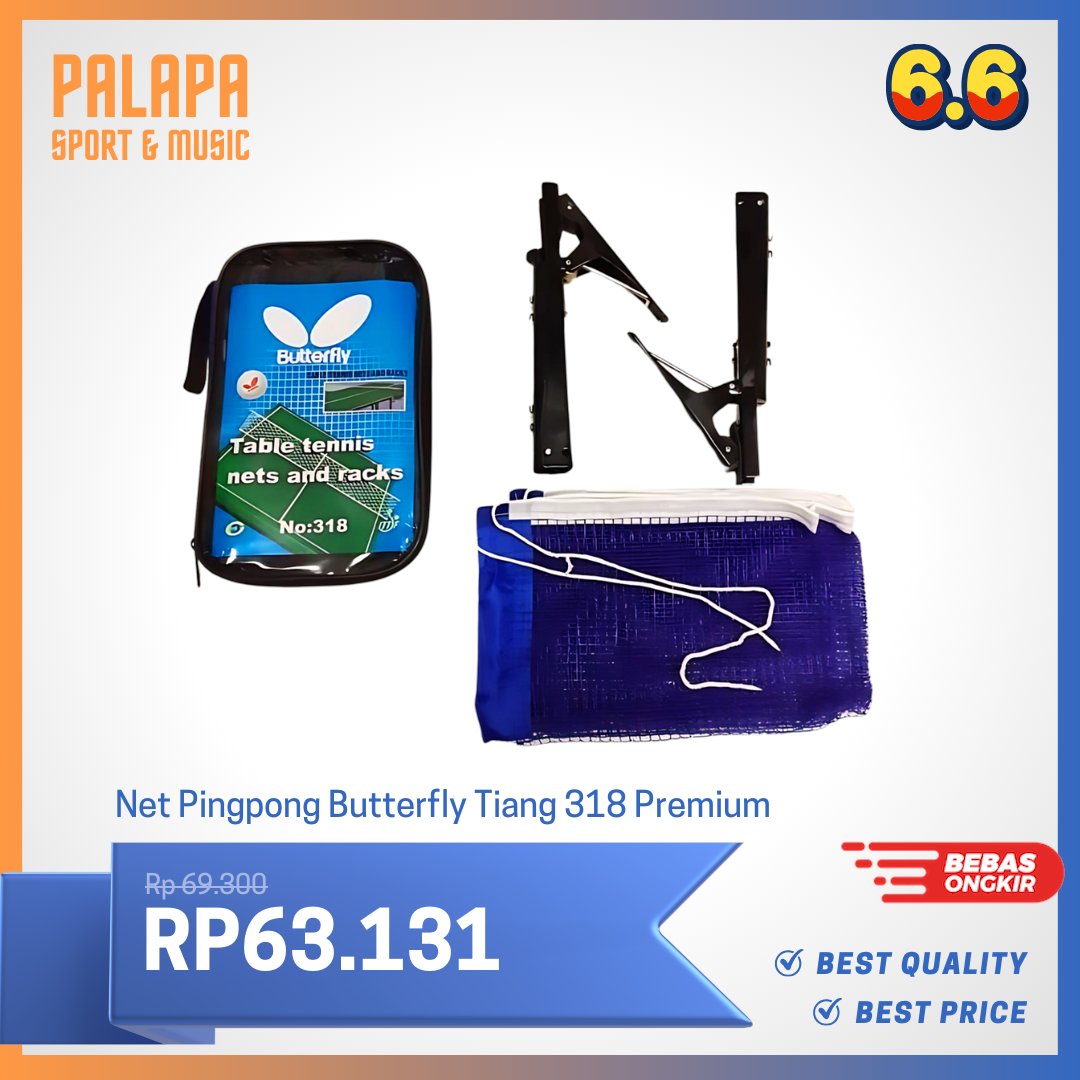 PALAPA
SPORT & MUSIC
6.6
Butterfly
Table tennis
nets and racks
No:318
Net Pingpong Butterfly Tiang 318 Premium
Rp 69.300
RP63.131
BEBAS
ONGKIR
BEST QUALITY
BEST PRICE